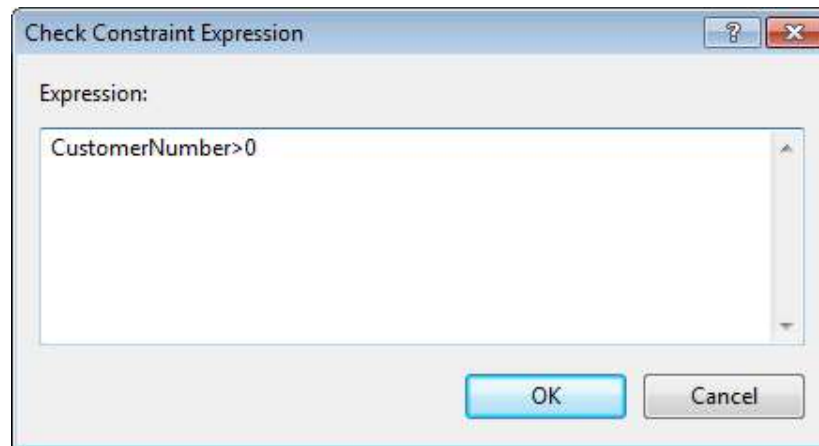 Check Constraint Expression
?
Expression:
CustomerNumber>0
OK
Cancel